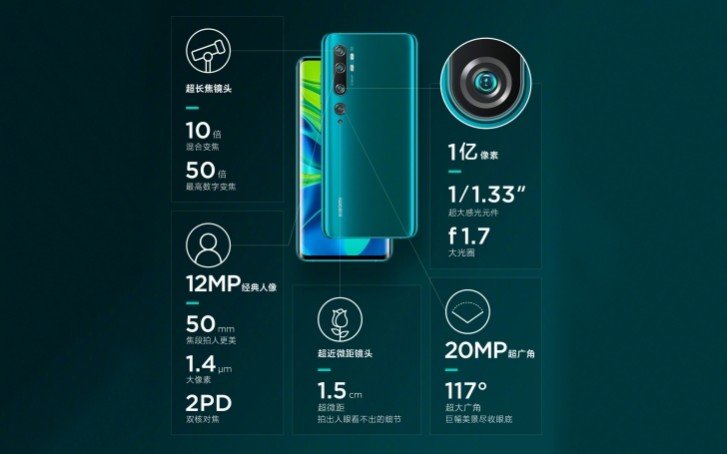 超长焦镜头
10倍
混合变焦
50倍
最高数字变焦
1亿像素
1/1.33"
超大感光元件
f1.7
大光圈
12MP经典人像
50mm
焦段拍人更美
1.4μm
大像素
2PD
双核对焦
超近微距镜头
1.5cm
超微距
拍出人眼看不出的细节
20MP超广角
117°
超大广角
巨幅美景尽收眼底